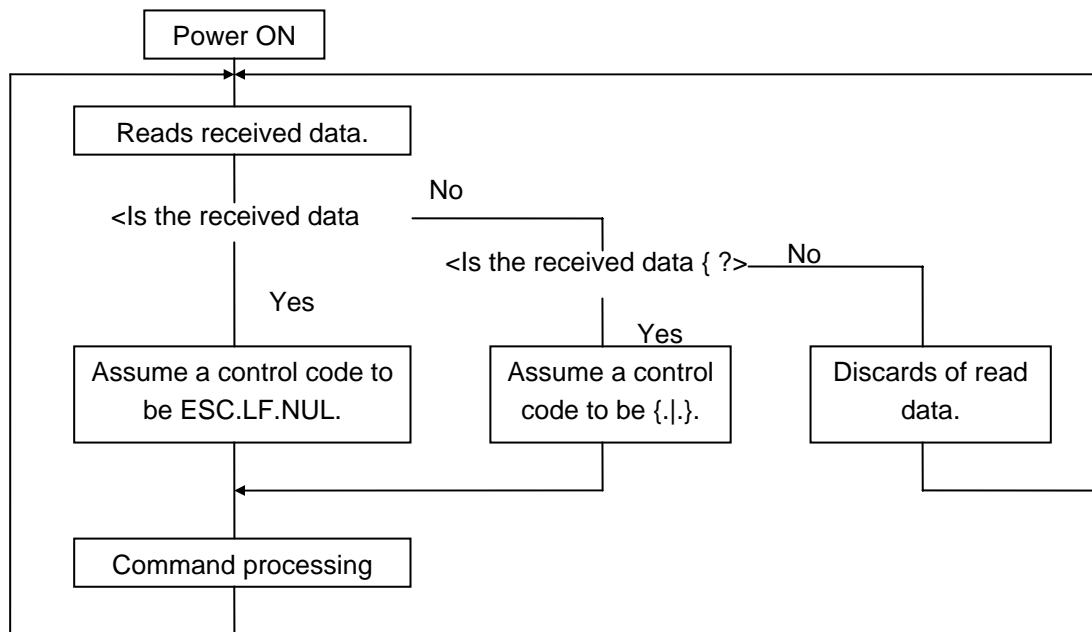 Power ON
Reads received data.
No
<Is the received data
<Is the received data { ?>
No
Yes
Yes
Assume a control code to
be ESC.LF.NUL.
Assume a control
code to be {.|.}.
Discards of read
data.
Command processing